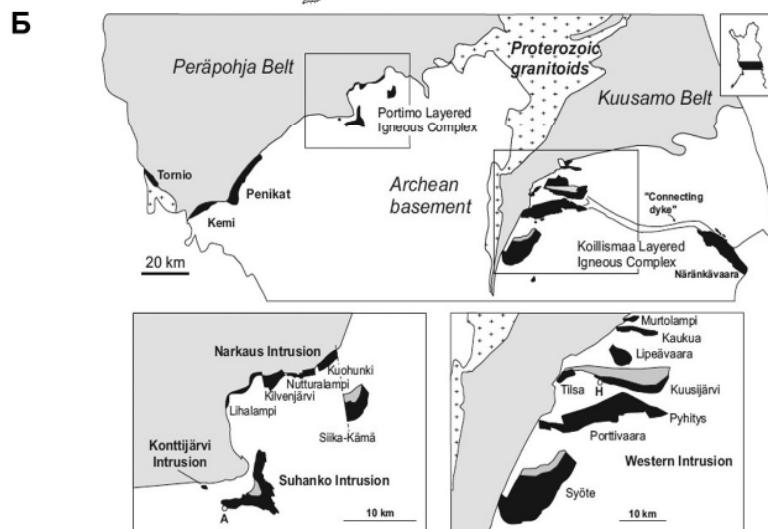 Б
Peräpohja Belt
Proterozoic
granitoids
Kuusamo Belt
Portimo Layered
Igneous Complex
Tornio
Penikat
Kemi
Archean
basement
"Connecting
dyke"
20 km
Koillismaa Layered
Igneous Complex
Näränkävaara
Narkaus Intrusion
Kuohunki
Nutturalampi
Kilvenjärvi
Lihalampi
Siika-Kämä
Konttijärvi
Intrusion
Suhanko Intrusion
A
10 km
Murtolampi
Kaukua
Lipeävaara
Tilsa
H
Kuusijärvi
Pyhitys
Porttivaara
Western Intrusion
Syöte
10 km